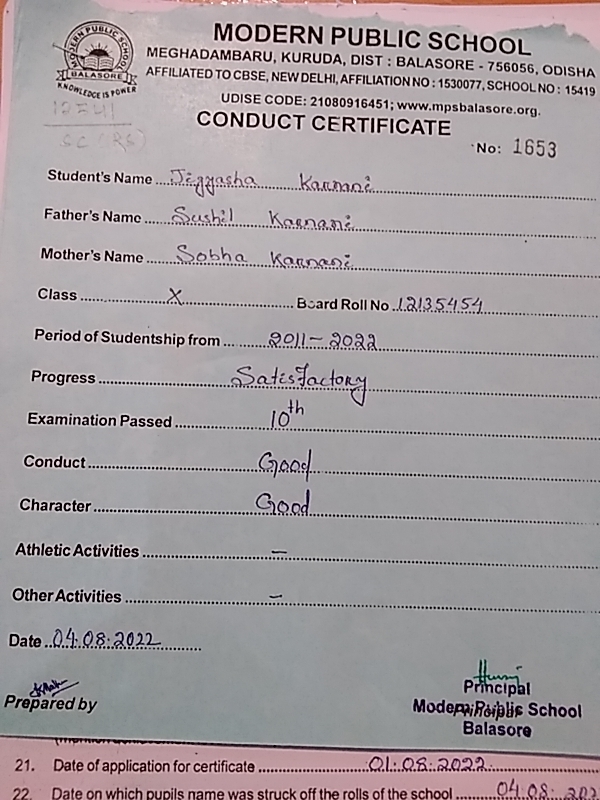 MODERN PUBLIC SCHOOL
BALASORE
KNOWLEDGE IS POWER
MODERN PUBLIC SCHOOL
MEGHADAMBARU, KURUDA, DIST : BALASORE - 756056, ODISHA
AFFILIATED TO CBSE, NEW DELHI, AFFILIATION NO : 1530077, SCHOOL NO : 15419
UDISE CODE: 21080916451; www.mpsbalasore.org.
CONDUCT CERTIFICATE
No: 1653
Student's Name Jigyasha Karnani
Father's Name Sushil Karnani
Mother's Name Sobha Karnani
Class X Board Roll No 12135454
Period of Studentship from 2011-2022
Progress Satisfactory
Examination Passed 10th
Conduct Good
Character Good
Athletic Activities —
Other Activities —
Date 04.08.2022
Prepared by
Principal
Modern Public School
Balasore
21. Date of application for certificate 01.08.2022
22. Date on which pupils name was struck off the rolls of the school 04.08.202